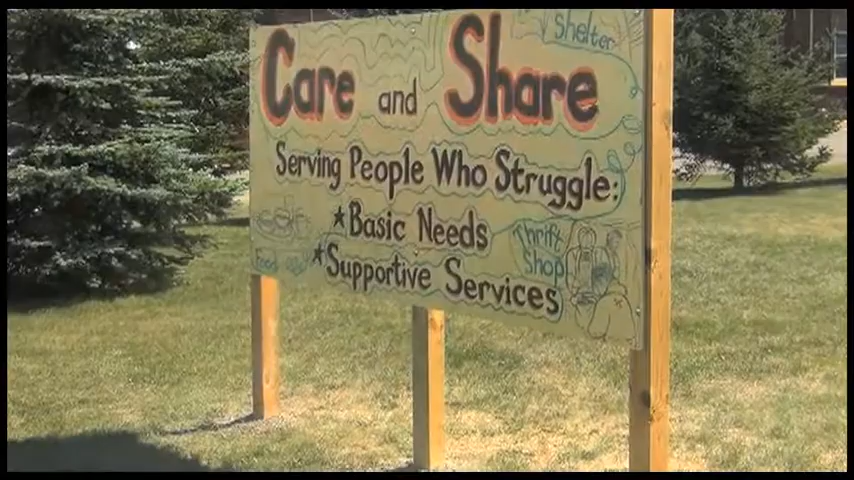 Shelter
Care and Share
Serving People Who Struggle:
*Basic Needs
Thrift
Shop
*Supportive Services
Food